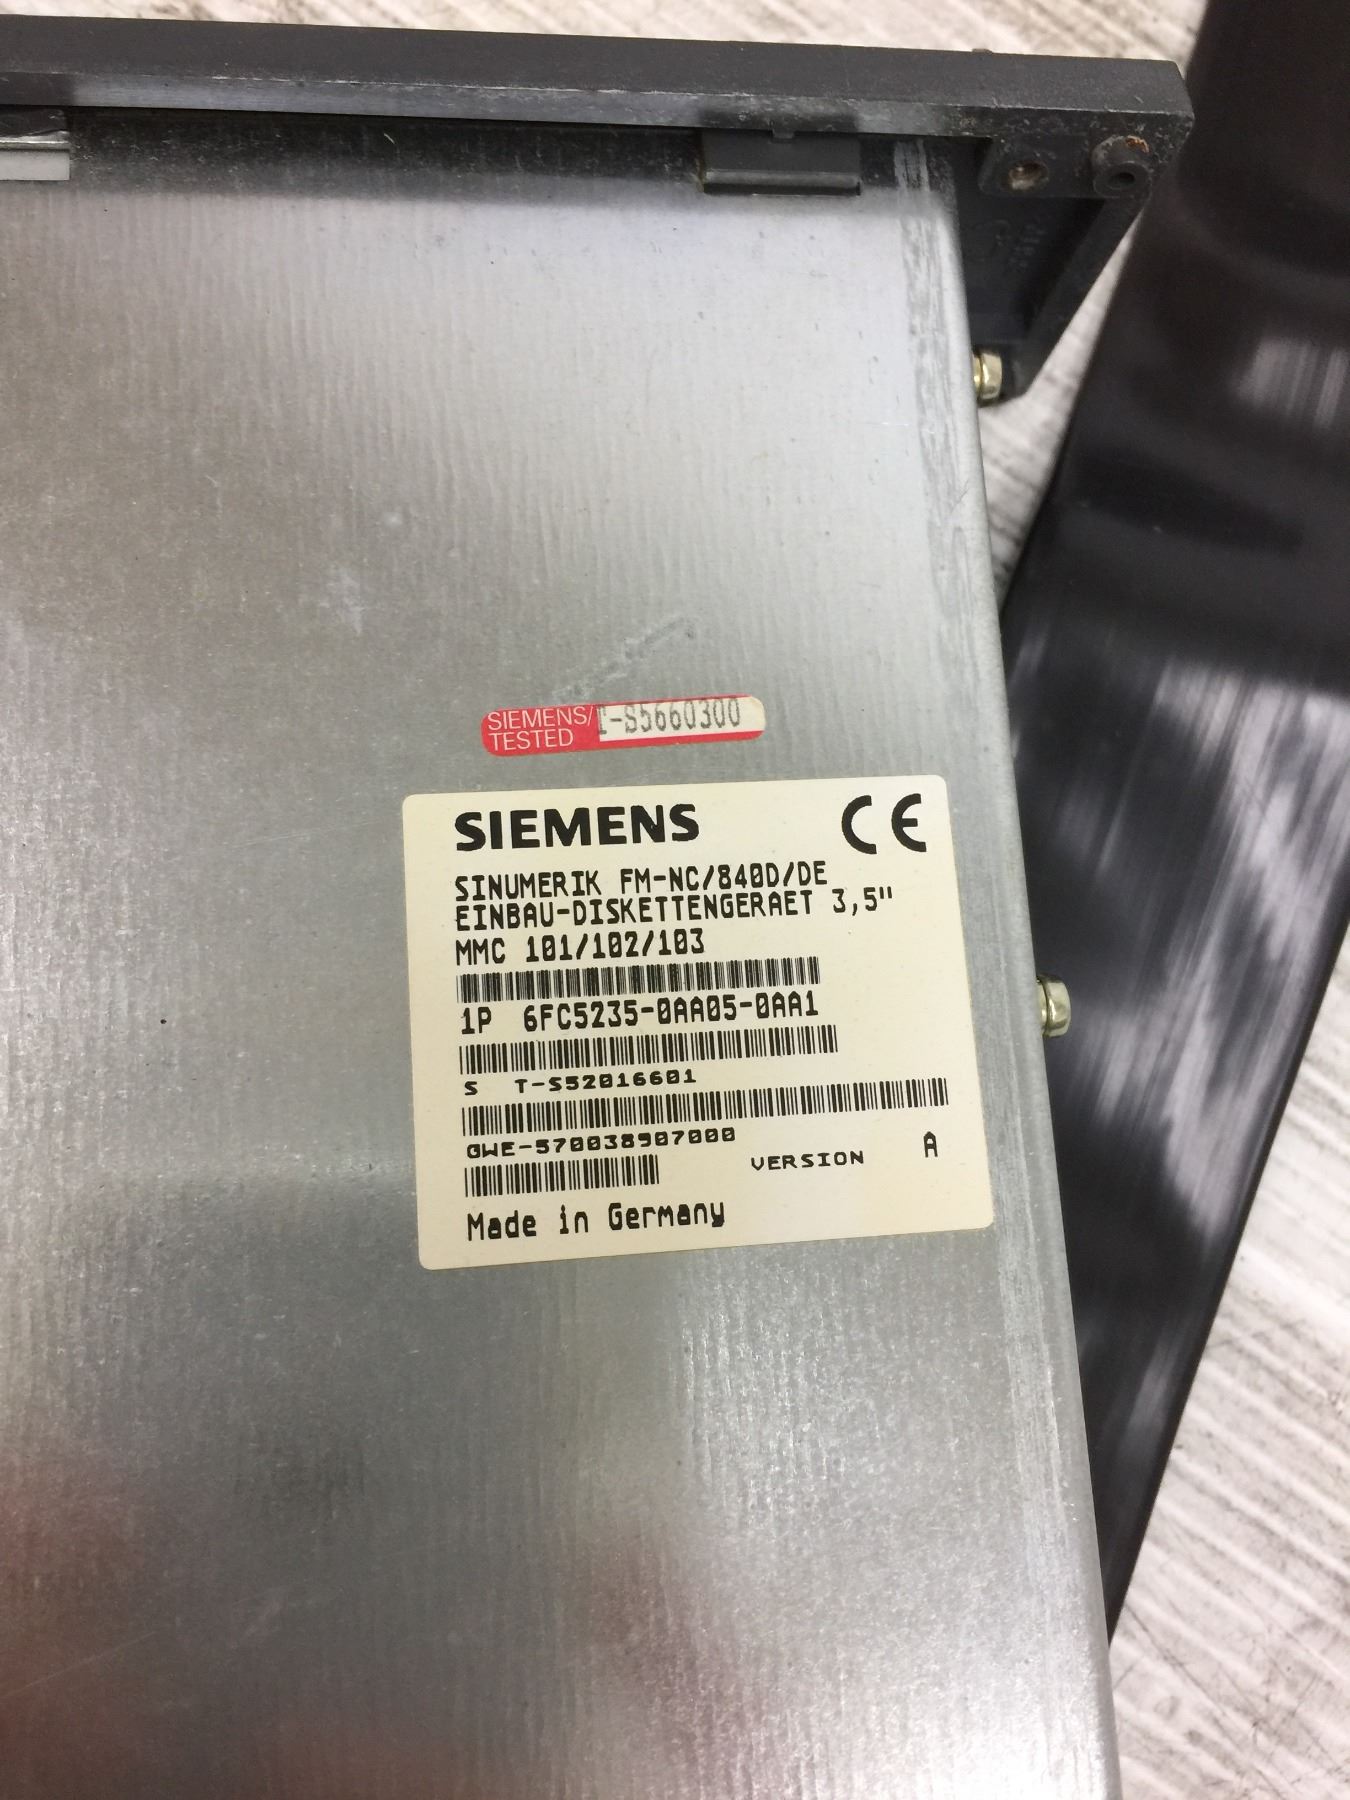 SIEMENS/ T-S5660300
TESTED
SIEMENS CE
SINUMERIK FM-NC/840D/DE
EINBAU-DISKETTENGERAET 3,5"
MMC 101/102/103
1P 6FC5235-0AA05-0AA1
S T-S52016601
GWE-570038907000
VERSION A
Made in Germany